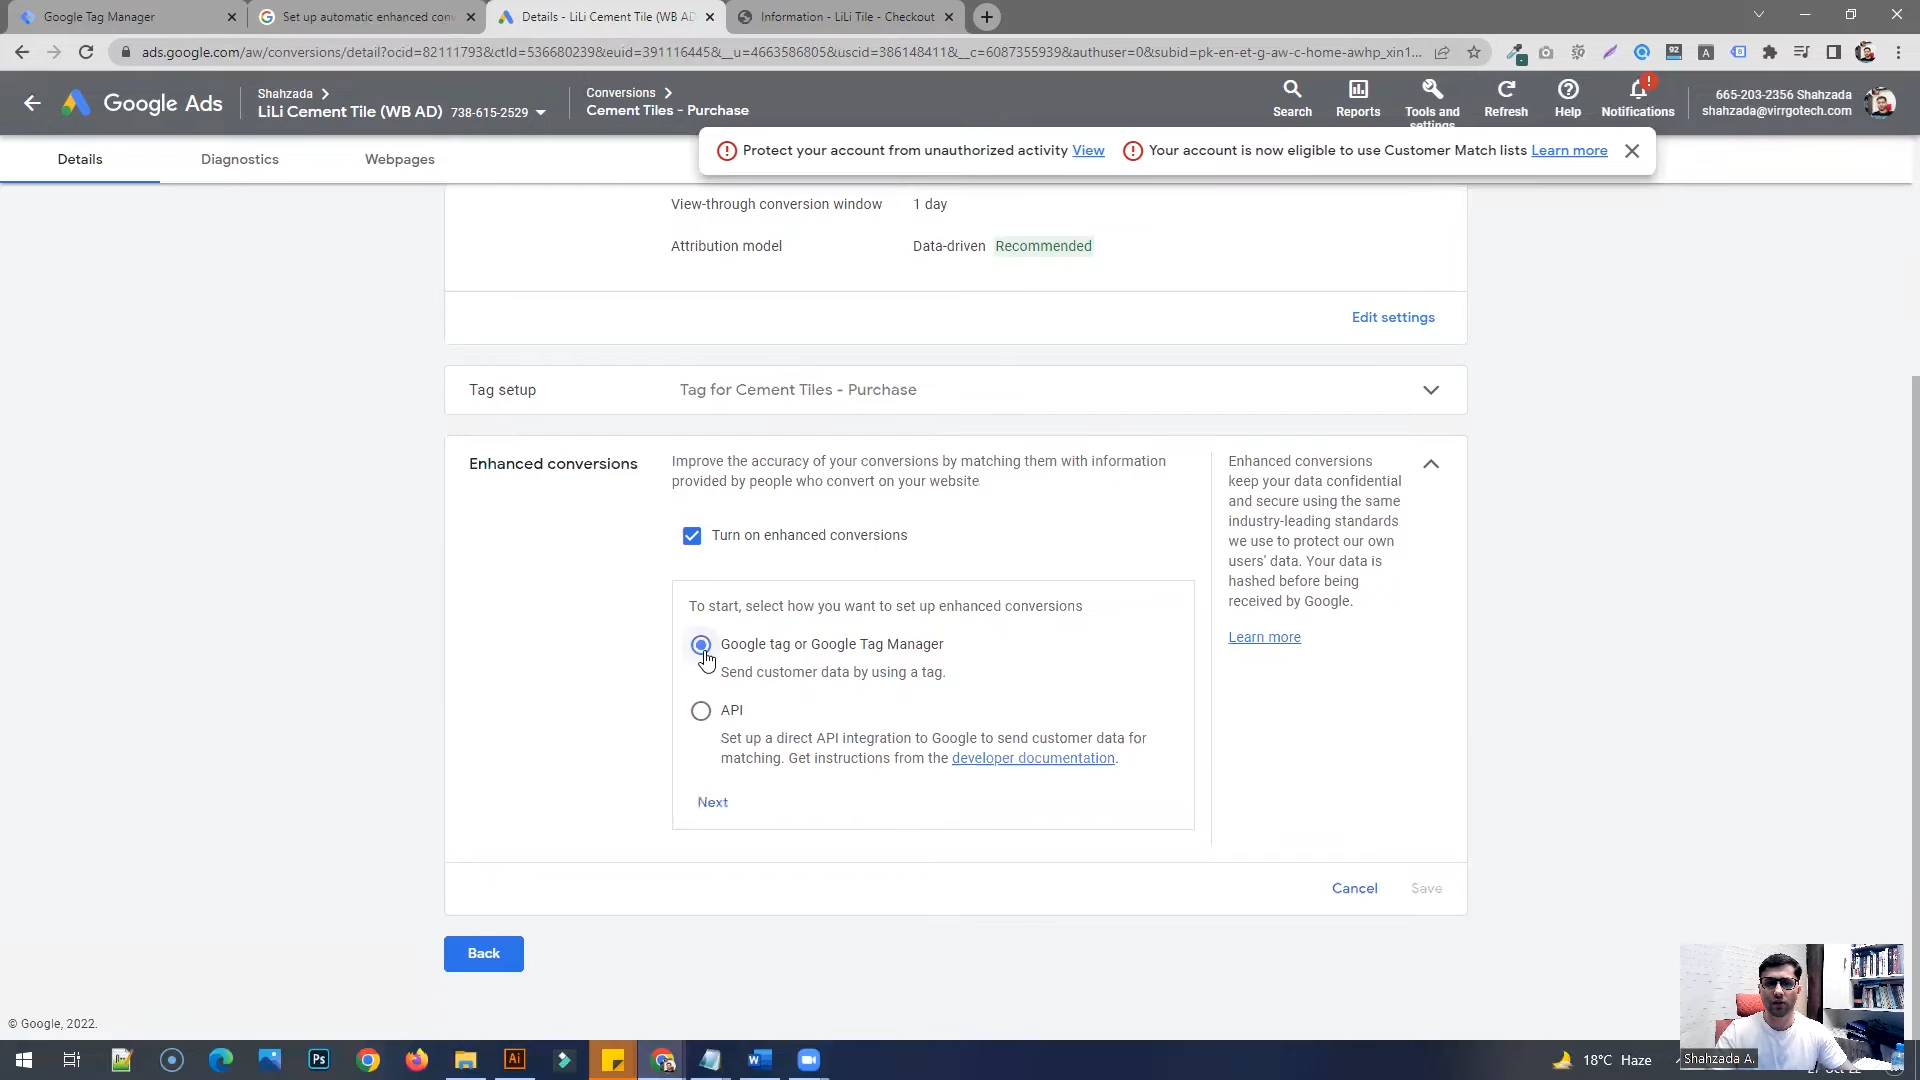 Google Tag Manager
Set up automatic enhanced conv
Details - LiLi Cement Tile (WB AD
Information - LiLi Tile - Checkout
ads.google.com/aw/conversions/detail?ocid=82111793&ctId=536680239&euid=391116445&__u=4663586805&uscid=386148411&__c=6087355939&authuser=0&subid=pk-en-et-g-aw-c-home-awhp_xin1...
92
Google Ads
Shahzada
LiLi Cement Tile (WB AD) 738-615-2529
Conversions
Cement Tiles - Purchase
Search
Reports
Tools and
settings
Refresh
Help
Notifications
665-203-2356 Shahzada
shahzada@virrgotech.com
Details
Diagnostics
Webpages
Protect your account from unauthorized activity View
Your account is now eligible to use Customer Match lists Learn more
View-through conversion window 1 day
Attribution model Data-driven Recommended
Edit settings
Tag setup
Tag for Cement Tiles - Purchase
Enhanced conversions
Improve the accuracy of your conversions by matching them with information
provided by people who convert on your website
Turn on enhanced conversions
To start, select how you want to set up enhanced conversions
Google tag or Google Tag Manager
Send customer data by using a tag.
API
Set up a direct API integration to Google to send customer data for
matching. Get instructions from the developer documentation.
Next
Enhanced conversions
keep your data confidential
and secure using the same
industry-leading standards
we use to protect our own
users' data. Your data is
hashed before being
received by Google.
Learn more
Cancel
Save
Back
© Google, 2022.
Ps
Ai
18°C Haze
Shahzada A.